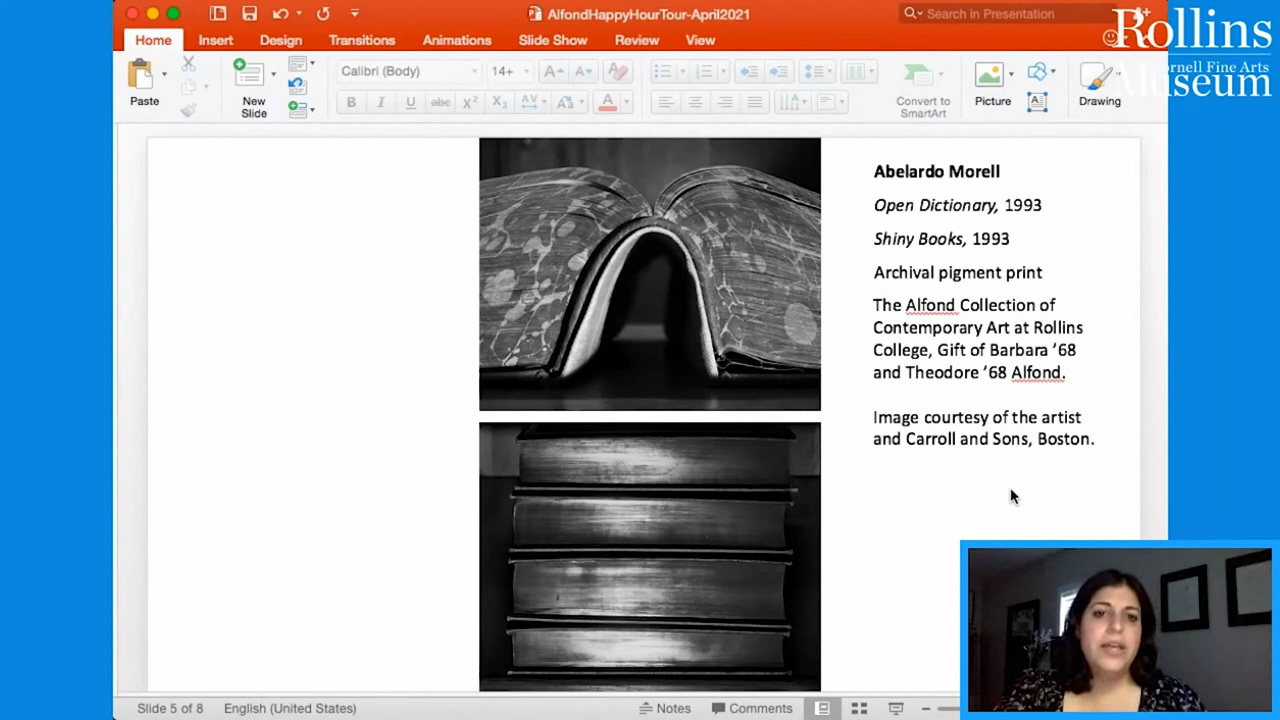 AlfondHappyHourTour-April2021
Search in Presentation
Rollins
Museum
Cornell Fine Arts
Home Insert Design Transitions Animations Slide Show Review View
Paste
New
Slide
Calibri (Body) 14+
Convert to
SmartArt
Picture
Drawing
Abelardo Morell
Open Dictionary, 1993
Shiny Books, 1993
Archival pigment print
The Alfond Collection of
Contemporary Art at Rollins
College, Gift of Barbara ’68
and Theodore ’68 Alfond.
Image courtesy of the artist
and Carroll and Sons, Boston.
Slide 5 of 8 English (United States) Notes Comments